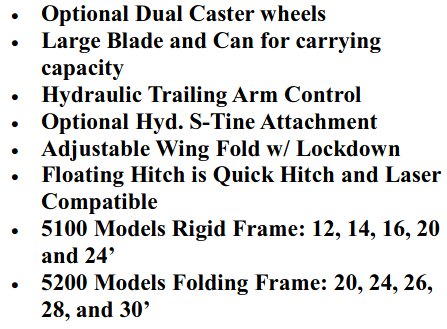 • Optional Dual Caster wheels
• Large Blade and Can for carrying
capacity
• Hydraulic Trailing Arm Control
• Optional Hyd. S-Tine Attachment
• Adjustable Wing Fold w/ Lockdown
• Floating Hitch is Quick Hitch and Laser
Compatible
• 5100 Models Rigid Frame: 12, 14, 16, 20
and 24’
• 5200 Models Folding Frame: 20, 24, 26,
28, and 30’